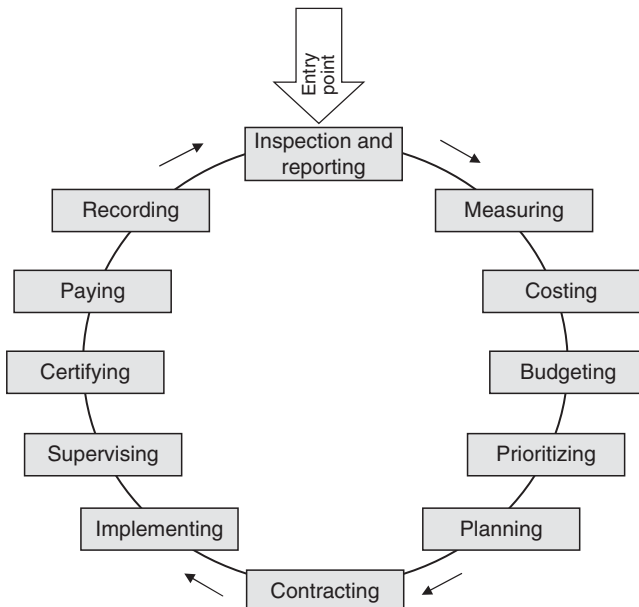 Entry
point
Inspection and
reporting
Measuring
Costing
Budgeting
Prioritizing
Planning
Contracting
Implementing
Supervising
Certifying
Paying
Recording